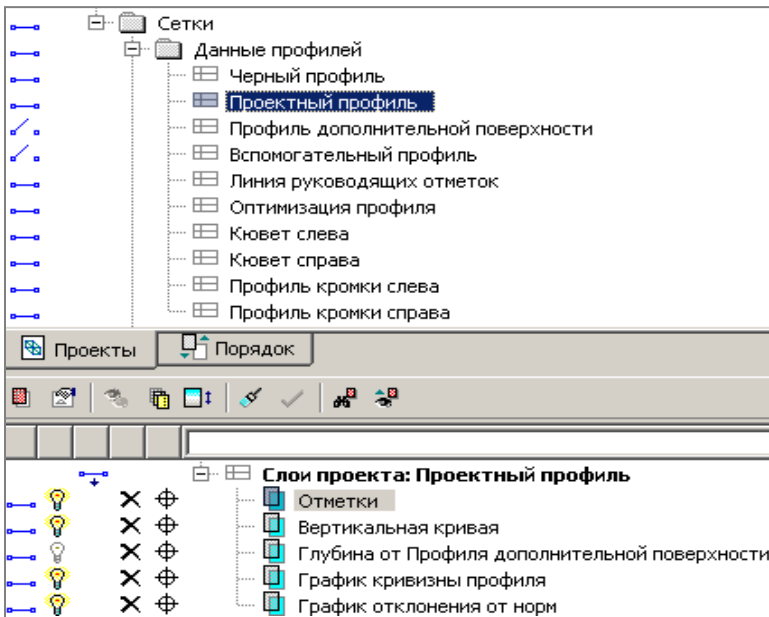 Сетки
Данные профилей
Черный профиль
Проектный профиль
Профиль дополнительной поверхности
Вспомогательный профиль
Линия руководящих отметок
Оптимизация профиля
Кювет слева
Кювет справа
Профиль кромки слева
Профиль кромки справа
Проекты Порядок
Слои проекта: Проектный профиль
Отметки
Вертикальная кривая
Глубина от Профиля дополнительной поверхности
График кривизны профиля
График отклонения от норм